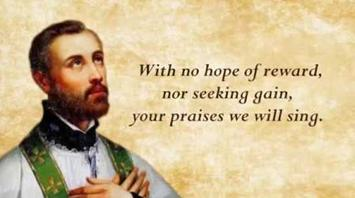 With no hope of reward,
nor seeking gain,
your praises we will sing.